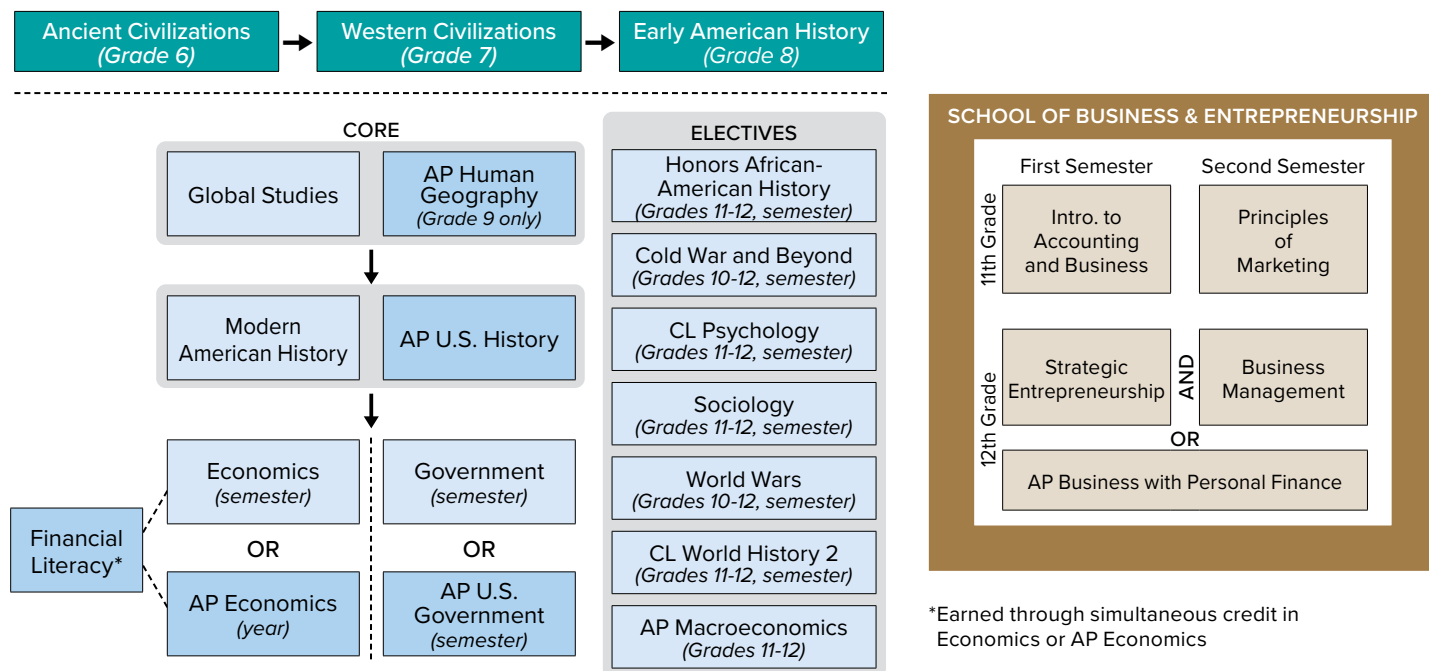 Ancient Civilizations
(Grade 6)
Western Civilizations
(Grade 7)
Early American History
(Grade 8)
CORE
Global Studies
AP Human
Geography
(Grade 9 only)
Modern
American History
AP U.S. History
Economics
(semester)
Government
(semester)
Financial
Literacy*
OR
OR
AP Economics
(year)
AP U.S.
Government
(semester)
ELECTIVES
Honors African-
American History
(Grades 11-12, semester)
Cold War and Beyond
(Grades 10-12, semester)
CL Psychology
(Grades 11-12, semester)
Sociology
(Grades 11-12, semester)
World Wars
(Grades 10-12, semester)
CL World History 2
(Grades 11-12, semester)
AP Macroeconomics
(Grades 11-12)
SCHOOL OF BUSINESS & ENTREPRENEURSHIP
First Semester
Second Semester
11th Grade
Intro. to
Accounting
and Business
Principles
of
Marketing
12th Grade
Strategic
Entrepreneurship
AND
Business
Management
OR
AP Business with Personal Finance
*Earned through simultaneous credit in
Economics or AP Economics